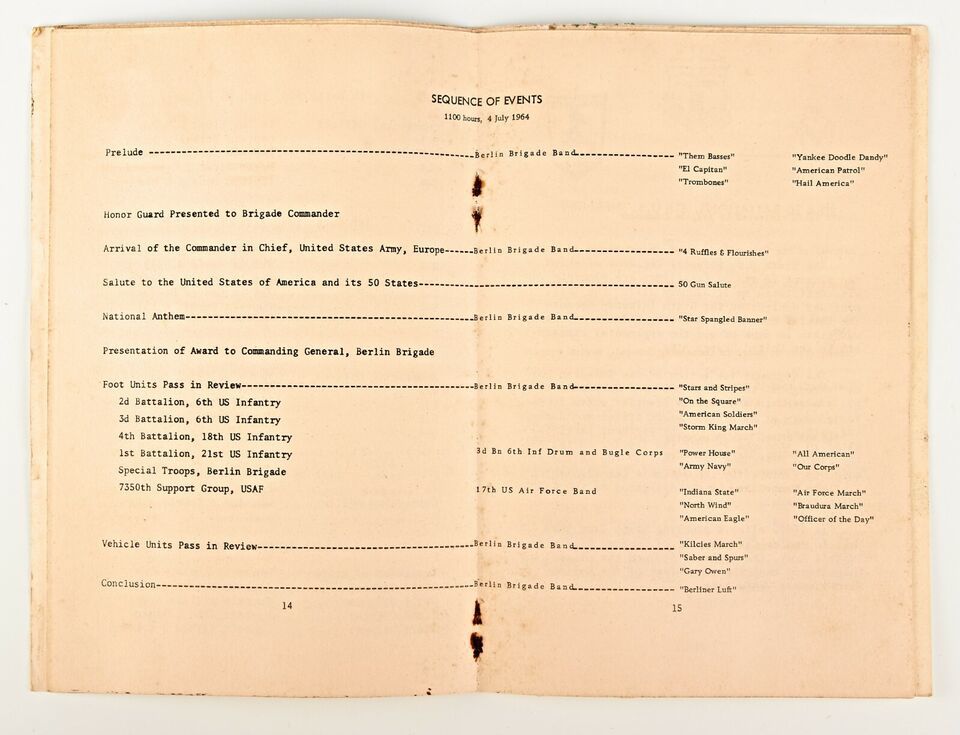 SEQUENCE OF EVENTS
1100 hours, 4 July 1964
Prelude ---------- Berlin Brigade Band ---------- "Them Basses" "Yankee Doodle Dandy"
"El Capitan" "American Patrol"
"Trombones" "Hail America"
Honor Guard Presented to Brigade Commander
Arrival of the Commander in Chief, United States Army, Europe-----Berlin Brigade Band---------- "4 Ruffles & Flourishes"
Salute to the United States of America and its 50 States---------- 50 Gun Salute
National Anthem----------Berlin Brigade Band---------- "Star Spangled Banner"
Presentation of Award to Commanding General, Berlin Brigade
Foot Units Pass in Review----------Berlin Brigade Band---------- "Stars and Stripes"
2d Battalion, 6th US Infantry "On the Square"
3d Battalion, 6th US Infantry "American Soldiers"
4th Battalion, 18th US Infantry "Storm King March"
1st Battalion, 21st US Infantry 3d Bn 6th Inf Drum and Bugle Corps "Power House" "All American"
Special Troops, Berlin Brigade "Army Navy" "Our Corps"
7350th Support Group, USAF 17th US Air Force Band "Indiana State" "Air Force March"
"North Wind" "Braudura March"
"American Eagle" "Officer of the Day"
Vehicle Units Pass in Review----------Berlin Brigade Band---------- "Kilcies March"
"Saber and Spurs"
"Gary Owen"
Conclusion----------Berlin Brigade Band---------- "Berliner Luft"
14
15